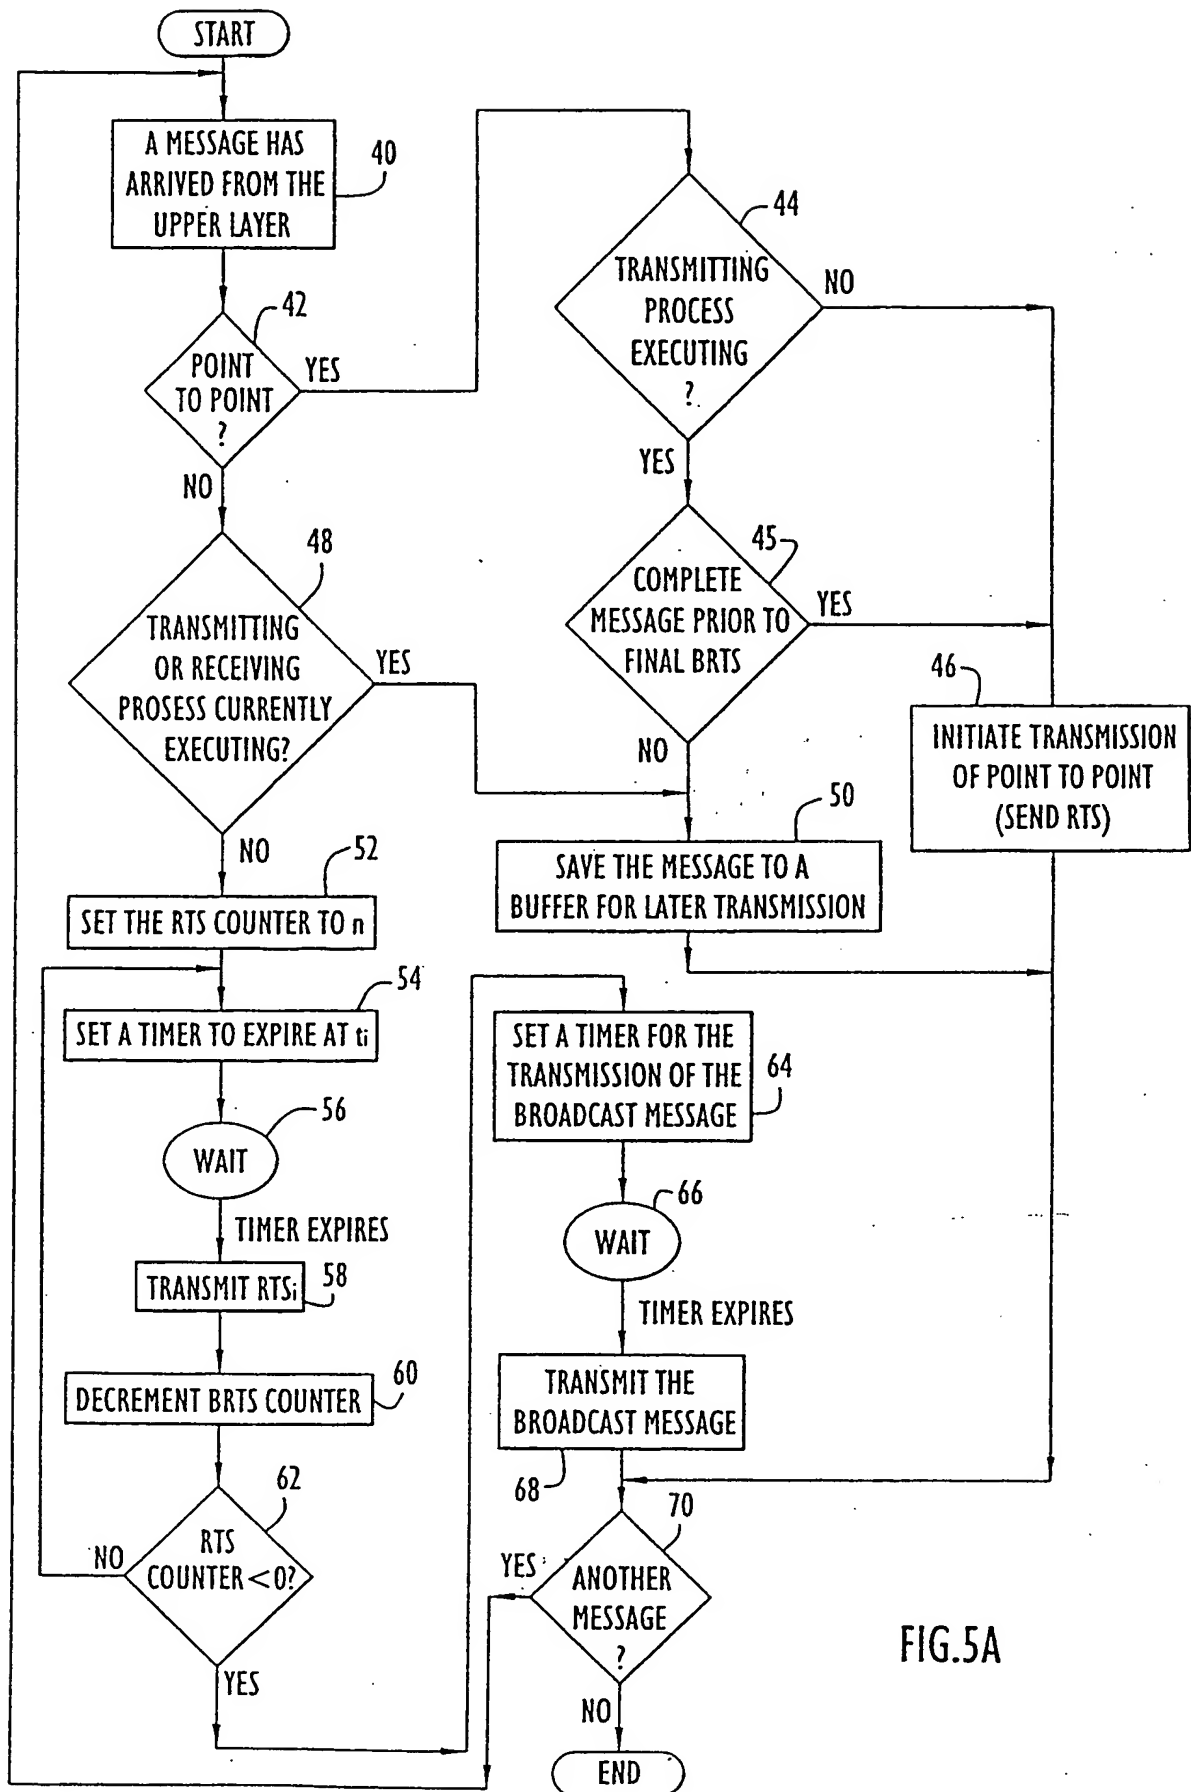 START
A MESSAGE HAS
ARRIVED FROM THE
UPPER LAYER
40
42
POINT
TO POINT
?
YES
NO
44
TRANSMITTING
PROCESS
EXECUTING
?
NO
YES
45
COMPLETE
MESSAGE PRIOR TO
FINAL BRTS
YES
NO
46
INITIATE TRANSMISSION
OF POINT TO POINT
(SEND RTS)
48
TRANSMITTING
OR RECEIVING
PROSESS CURRENTLY
EXECUTING?
YES
NO
50
SAVE THE MESSAGE TO A
BUFFER FOR LATER TRANSMISSION
52
SET THE RTS COUNTER TO n
54
SET A TIMER TO EXPIRE AT ti
56
WAIT
TIMER EXPIRES
TRANSMIT RTSi
58
60
DECREMENT BRTS COUNTER
62
RTS
COUNTER <0?
NO
YES
SET A TIMER FOR THE
TRANSMISSION OF THE
BROADCAST MESSAGE
64
66
WAIT
TIMER EXPIRES
TRANSMIT THE
BROADCAST MESSAGE
68
70
YES
ANOTHER
MESSAGE
?
NO
END
FIG.5A